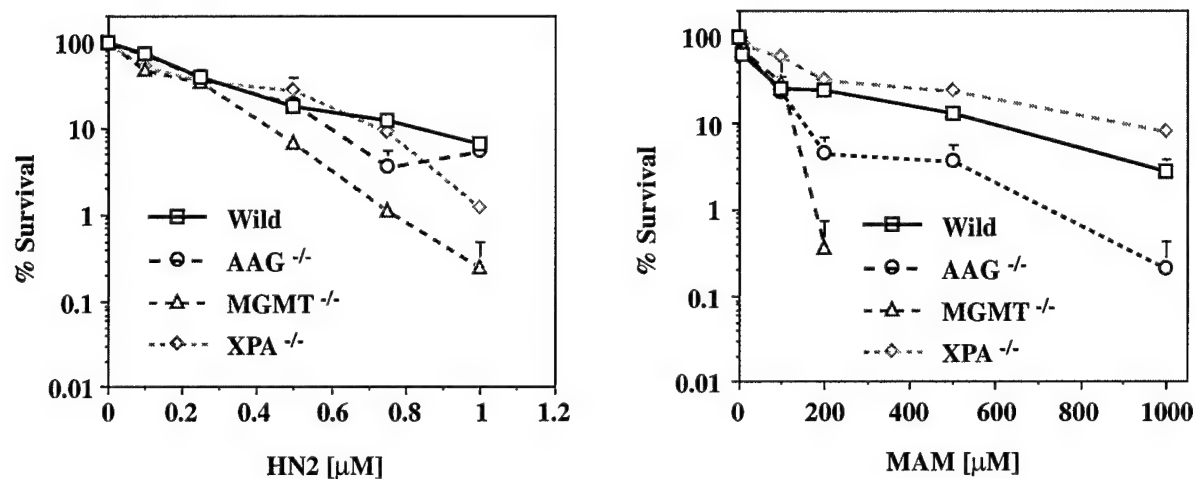 100
10
1
0.1
0.01
% Survival
Wild
AAG -/-
MGMT -/-
XPA -/-
0 0.2 0.4 0.6 0.8 1 1.2
HN2 [μM]
100
10
1
0.1
0.01
% Survival
Wild
AAG -/-
MGMT -/-
XPA -/-
0 200 400 600 800 1000
MAM [μM]